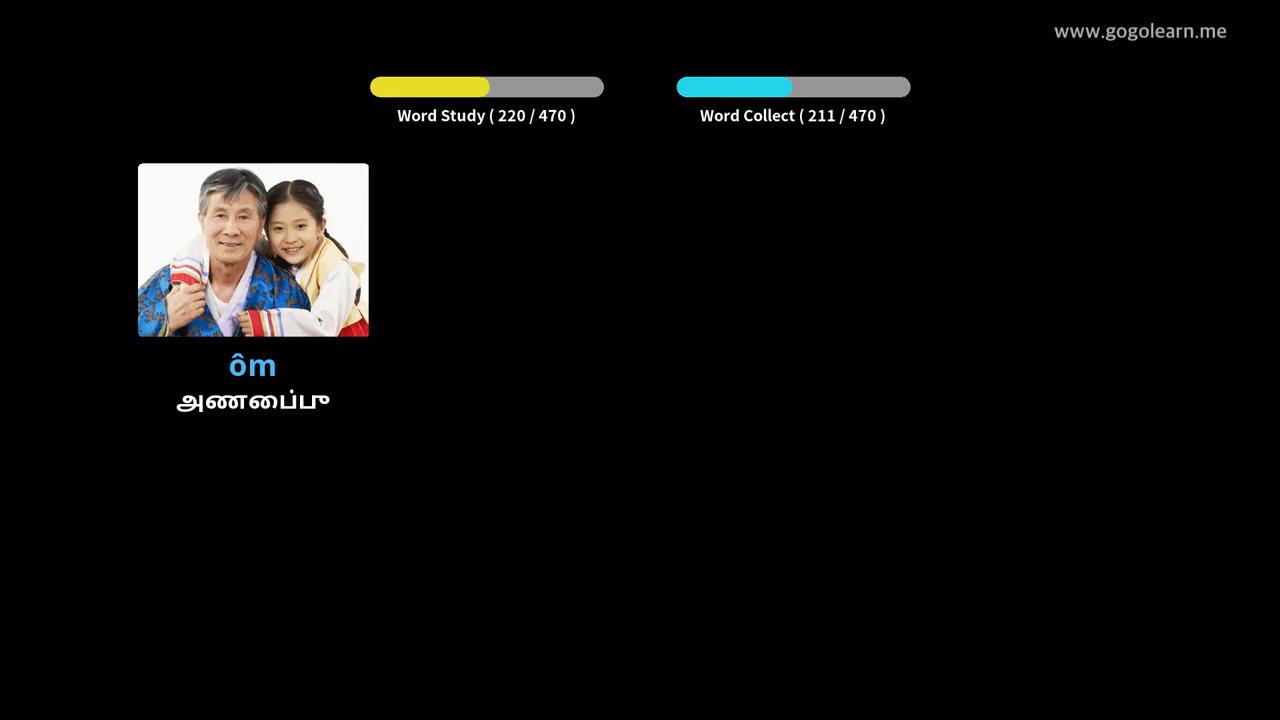 www.gogolearn.me
Word Study ( 220 / 470 )
Word Collect ( 211 / 470 )
ôm
அணைப்பு